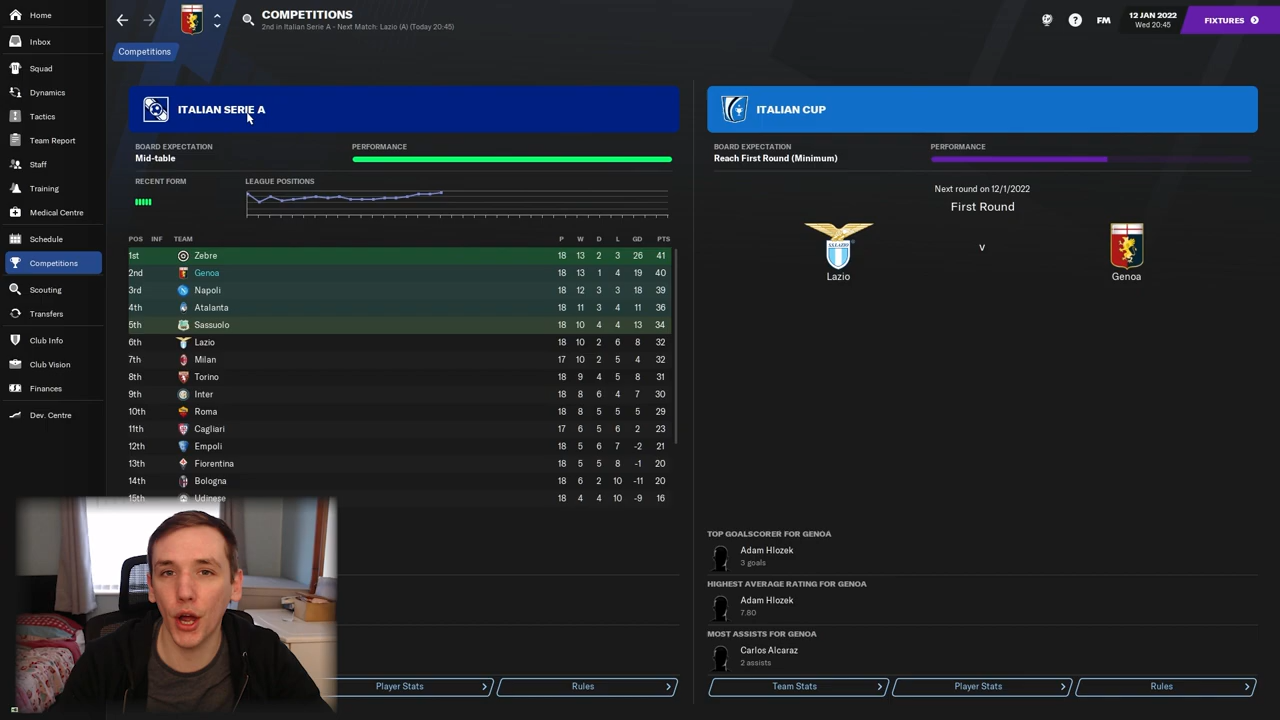 Home
Inbox
Squad
Dynamics
Tactics
Team Report
Staff
Training
Medical Centre
Schedule
Competitions
Scouting
Transfers
Club Info
Club Vision
Finances
Dev. Centre
COMPETITIONS
2nd in Italian Serie A - Next Match: Lazio (A) (Today 20:45)
FM
12 JAN 2022
Wed 20:45
FIXTURES
Competitions
ITALIAN SERIE A
BOARD EXPECTATION
Mid-table
PERFORMANCE
RECENT FORM
LEAGUE POSITIONS
POS INF TEAM P W D L GD PTS
1st Zebre 18 13 2 3 26 41
2nd Genoa 18 13 1 4 19 40
3rd Napoli 18 12 3 3 18 39
4th Atalanta 18 11 3 4 11 36
5th Sassuolo 18 10 4 4 13 34
6th Lazio 18 10 2 6 8 32
7th Milan 17 10 2 5 4 32
8th Torino 18 9 4 5 8 31
9th Inter 18 8 6 4 7 30
10th Roma 18 8 5 5 5 29
11th Cagliari 17 6 5 6 2 23
12th Empoli 18 5 6 7 -2 21
13th Fiorentina 18 5 5 8 -1 20
14th Bologna 18 6 2 10 -11 20
15th Udinese 18 4 4 10 -9 16
Player Stats
Rules
ITALIAN CUP
BOARD EXPECTATION
Reach First Round (Minimum)
PERFORMANCE
Next round on 12/1/2022
First Round
Lazio
v
Genoa
TOP GOALSCORER FOR GENOA
Adam Hlozek
3 goals
HIGHEST AVERAGE RATING FOR GENOA
Adam Hlozek
7.80
MOST ASSISTS FOR GENOA
Carlos Alcaraz
2 assists
Team Stats
Player Stats
Rules